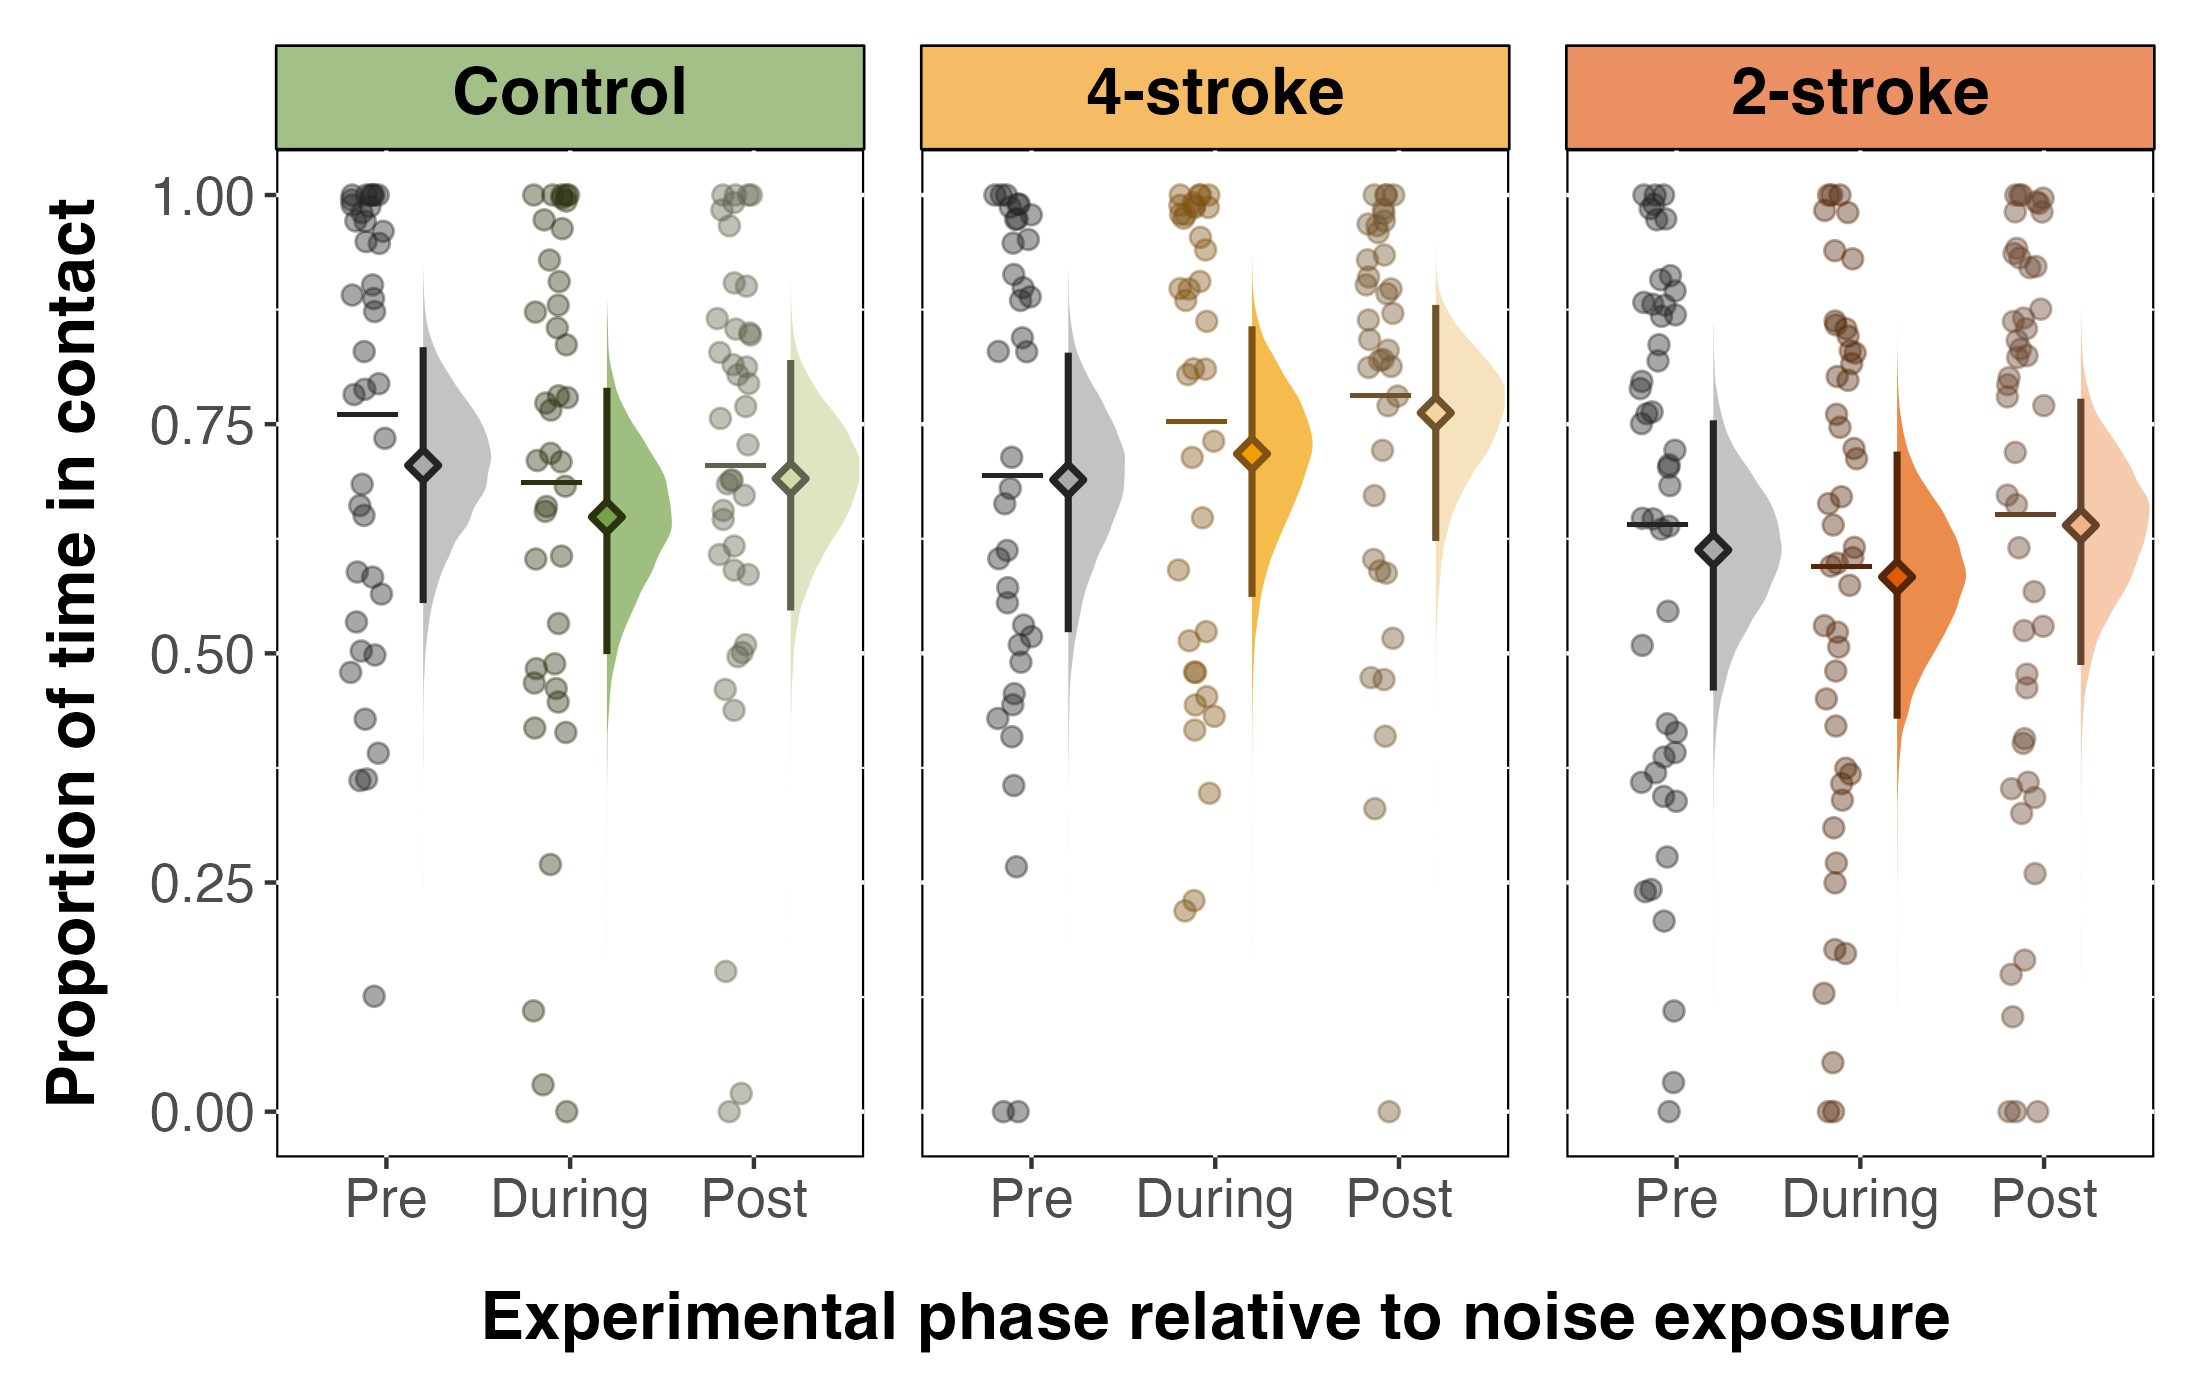 Control
4-stroke
2-stroke
Proportion of time in contact
1.00
0.75
0.50
0.25
0.00
Pre
During
Post
Pre
During
Post
Pre
During
Post
Experimental phase relative to noise exposure